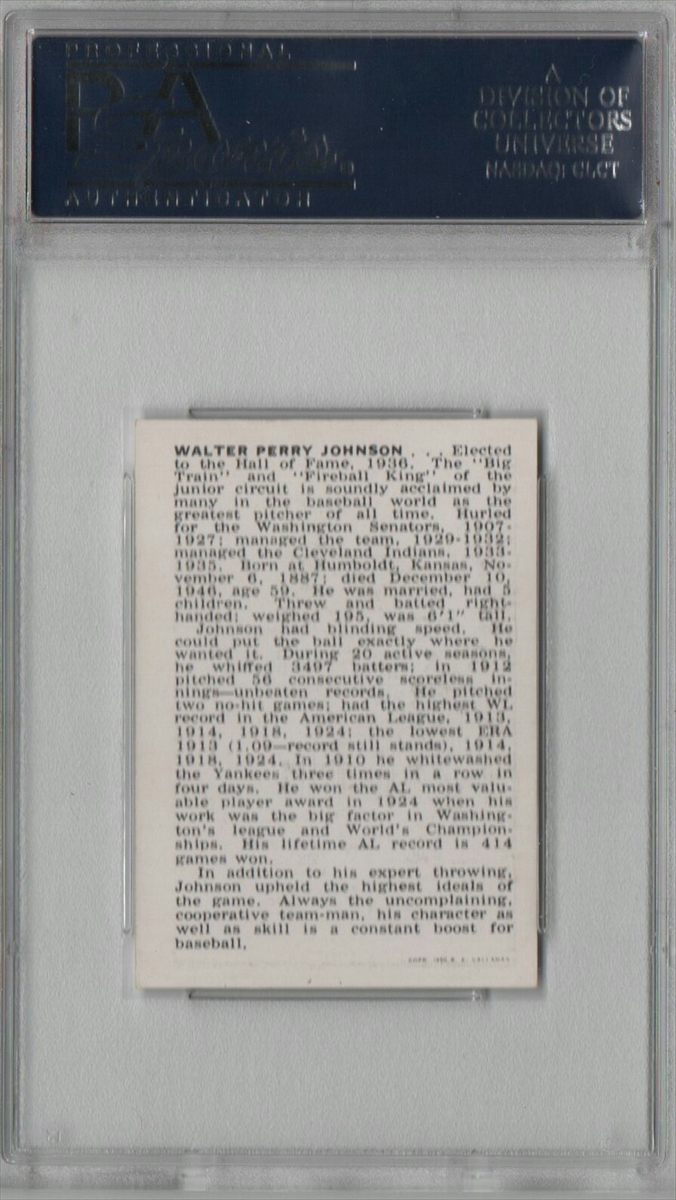 PROFESSIONAL
PSA
AUTHENTICATOR
A
DIVISION OF
COLLECTORS
UNIVERSE
NASDAQ: CLCT
WALTER PERRY JOHNSON . . . Elected
to the Hall of Fame, 1936. The "Big
Train" and "Fireball King" of the
junior circuit is soundly acclaimed by
many in the baseball world as the
greatest pitcher of all time. Hurled
for the Washington Senators, 1907-
1927; managed the team, 1929-1932;
managed the Cleveland Indians, 1933-
1935. Born at Humboldt, Kansas, No-
vember 6, 1887; died December 10,
1946, age 59. He was married, had 5
children. Threw and batted right-
handed; weighed 195, was 6'1" tall.
Johnson had blinding speed. He
could put the ball exactly where he
wanted it. During 20 active seasons,
he whiffed 3497 batters; in 1912
pitched 56 consecutive scoreless in-
nings—unbeaten records. He pitched
two no-hit games; had the highest WL
record in the American League, 1913,
1914, 1918, 1924; the lowest ERA
1913 (1.09—record still stands), 1914,
1918, 1924. In 1910 he whitewashed
the Yankees three times in a row in
four days. He won the AL most valu-
able player award in 1924 when his
work was the big factor in Washing-
ton's league and World's Champion-
ships. His lifetime AL record is 414
games won.
In addition to his expert throwing,
Johnson upheld the highest ideals of
the game. Always the uncomplaining,
cooperative team-man, his character as
well as skill is a constant boost for
baseball.
COPR. CALLAHAN